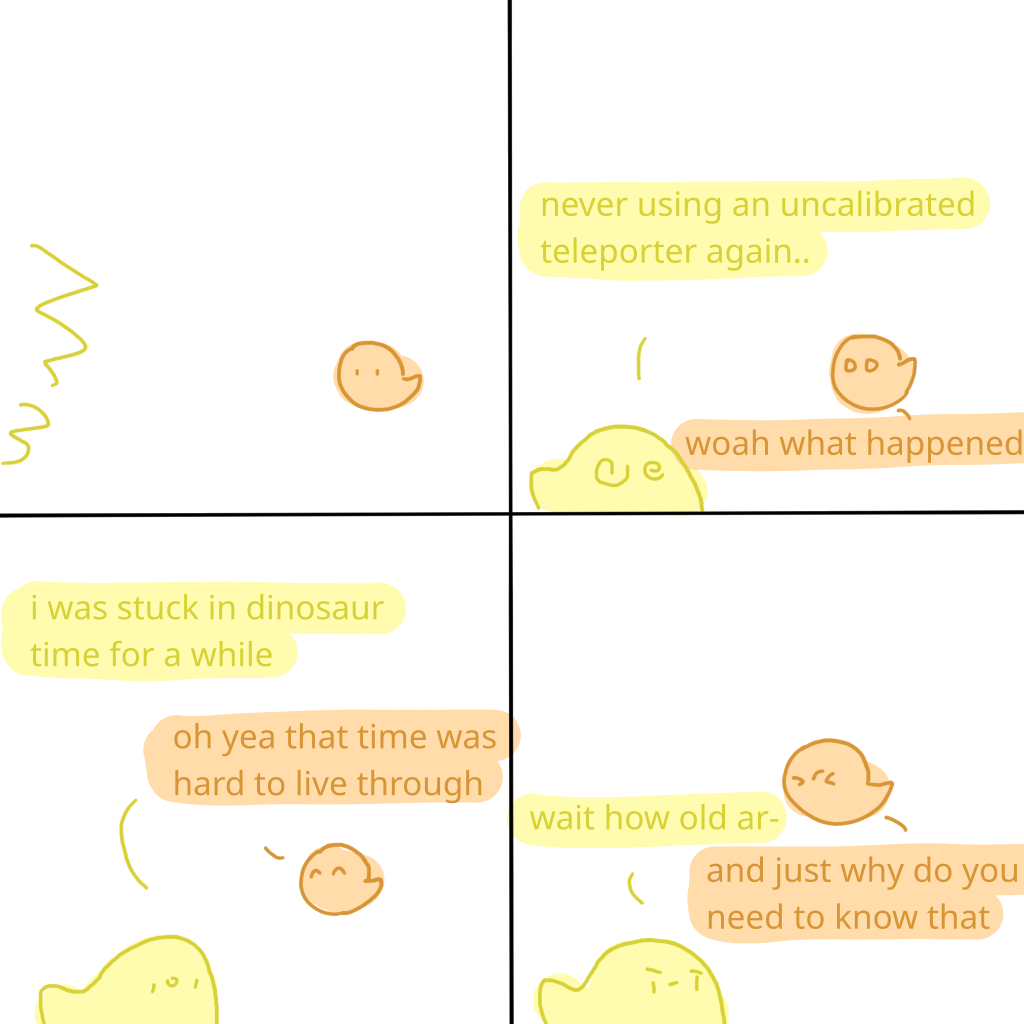 never using an uncalibrated
teleporter again..
woah what happened
i was stuck in dinosaur
time for a while
oh yea that time was
hard to live through
wait how old ar-
and just why do you
need to know that